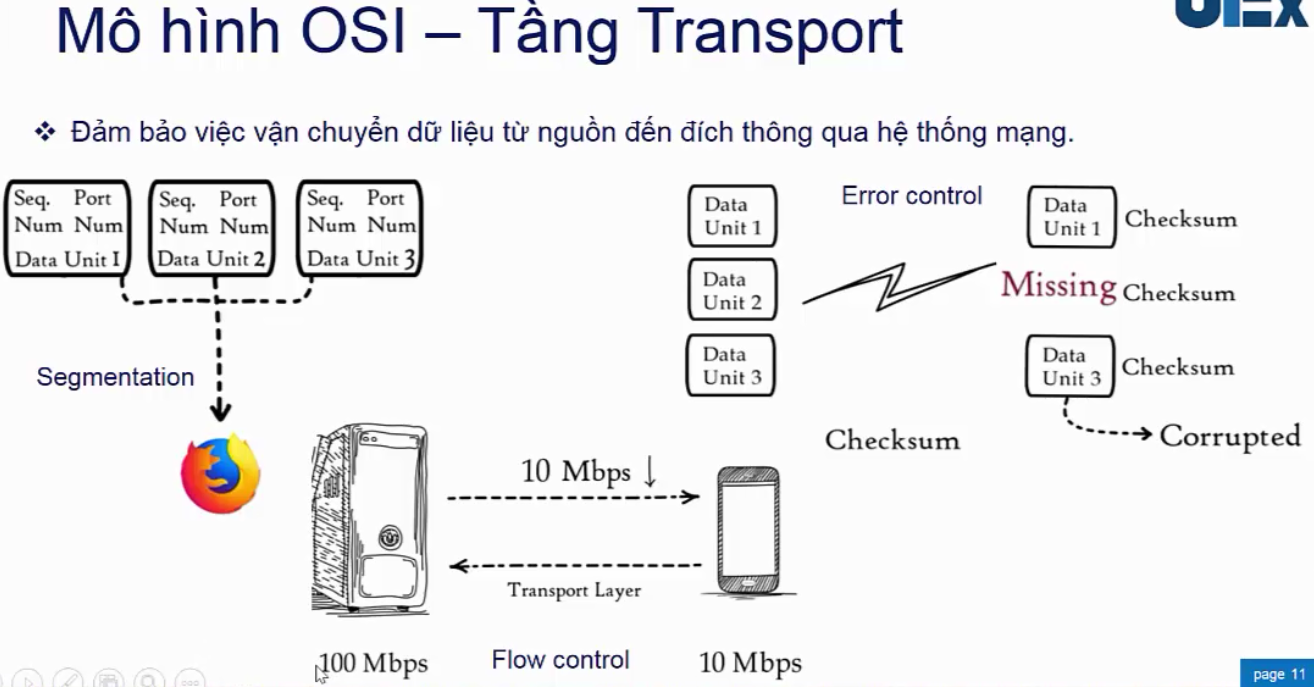 Mô hình OSI – Tầng Transport
❖ Đảm bảo việc vận chuyển dữ liệu từ nguồn đến đích thông qua hệ thống mạng.
Seq. Port
Num Num
Data Unit 1
Seq. Port
Num Num
Data Unit 2
Seq. Port
Num Num
Data Unit 3
Segmentation
Data
Unit 1
Data
Unit 2
Data
Unit 3
Error control
Data
Unit 1
Checksum
Missing Checksum
Data
Unit 3
Checksum
Checksum
Corrupted
10 Mbps ↓
Transport Layer
100 Mbps
Flow control
10 Mbps
page 11